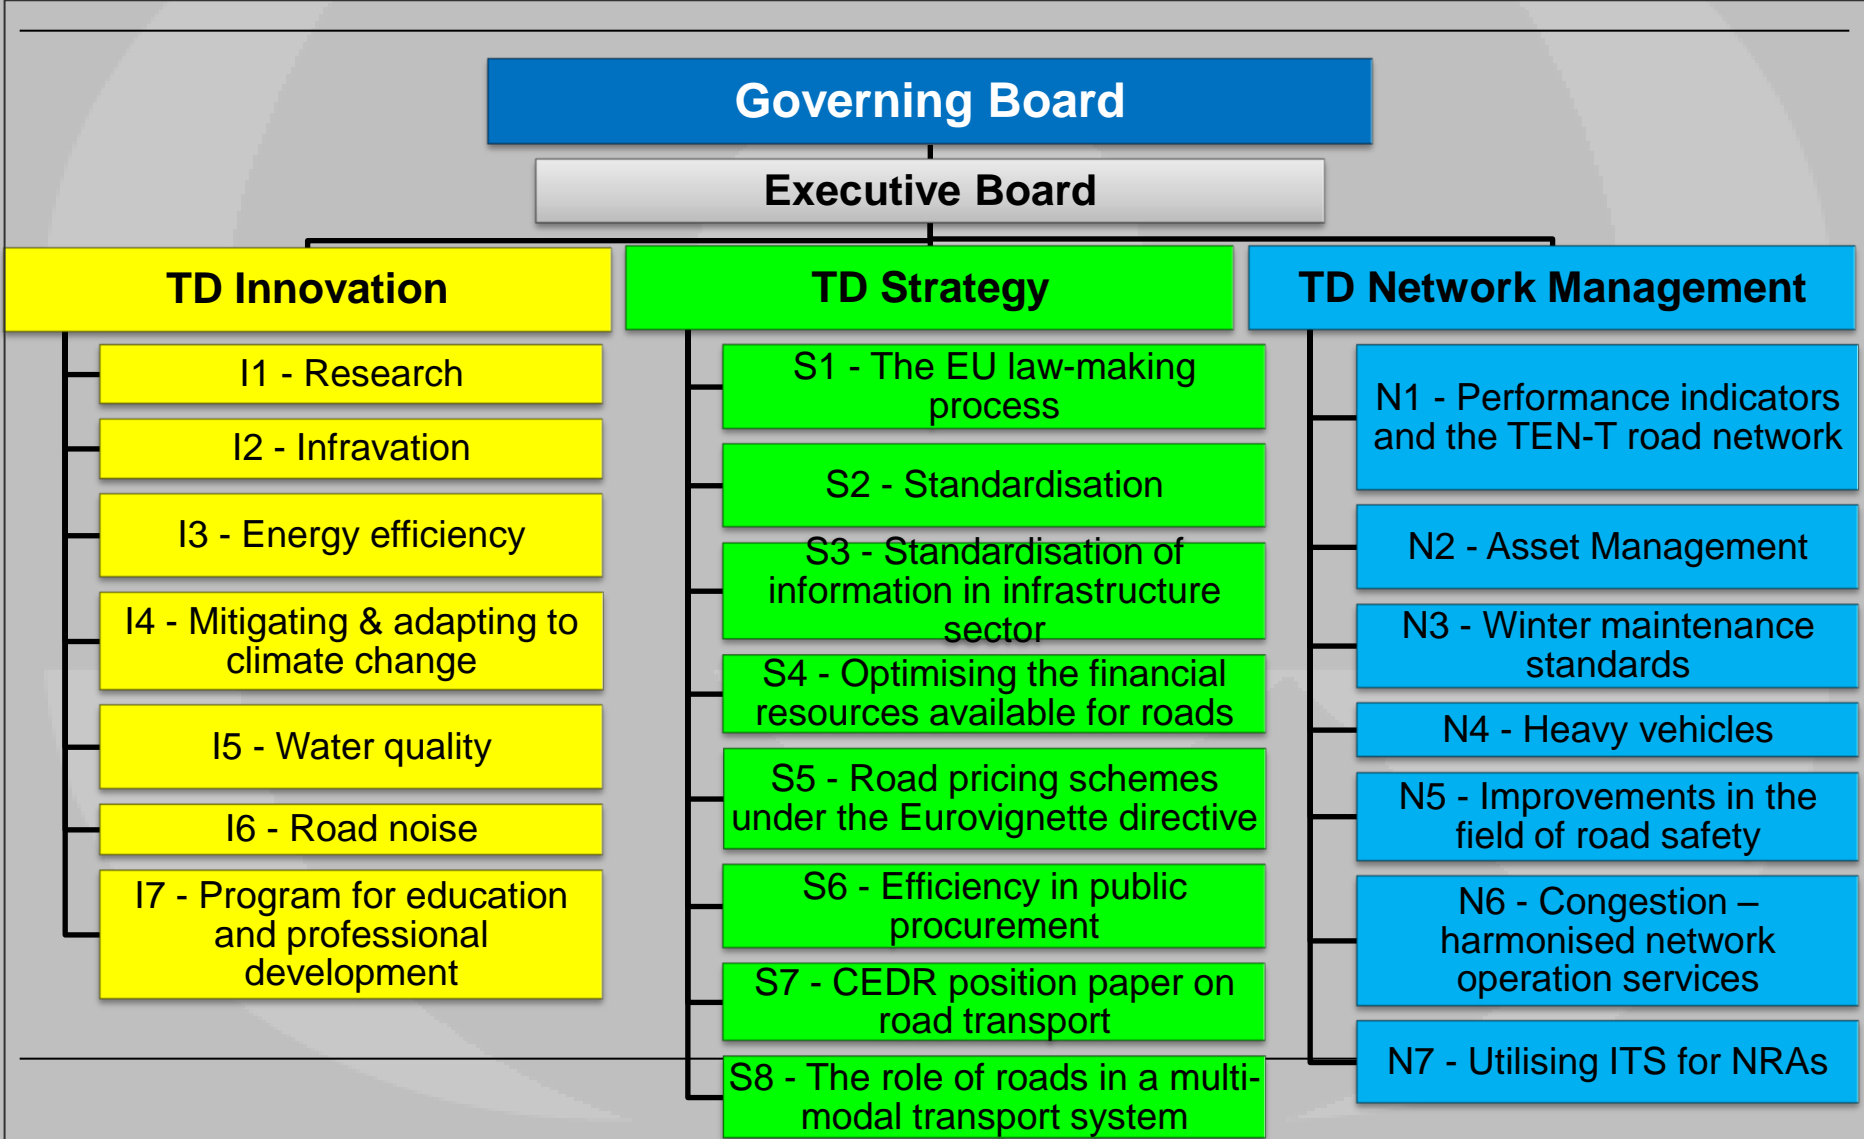 Governing Board
Executive Board
TD Innovation
I1 - Research
I2 - Infravation
I3 - Energy efficiency
I4 - Mitigating & adapting to
climate change
I5 - Water quality
I6 - Road noise
I7 - Program for education
and professional
development
TD Strategy
S1 - The EU law-making
process
S2 - Standardisation
S3 - Standardisation of
information in infrastructure
sector
S4 - Optimising the financial
resources available for roads
S5 - Road pricing schemes
under the Eurovignette directive
S6 - Efficiency in public
procurement
S7 - CEDR position paper on
road transport
S8 - The role of roads in a multi-
modal transport system
TD Network Management
N1 - Performance indicators
and the TEN-T road network
N2 - Asset Management
N3 - Winter maintenance
standards
N4 - Heavy vehicles
N5 - Improvements in the
field of road safety
N6 - Congestion –
harmonised network
operation services
N7 - Utilising ITS for NRAs